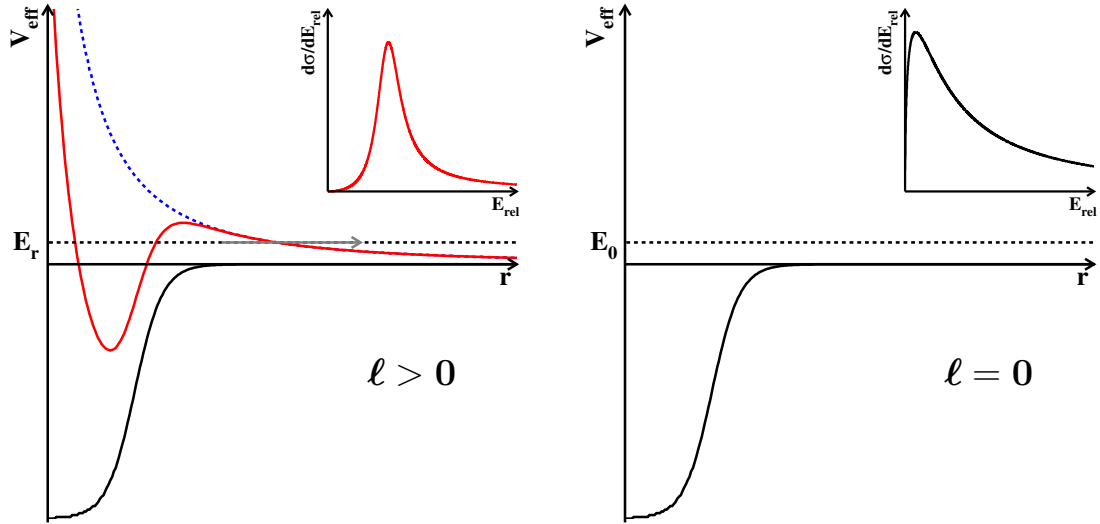 V_eff
dσ/dE_rel
E_rel
E_r
r
ℓ > 0
V_eff
dσ/dE_rel
E_rel
E_0
r
ℓ = 0